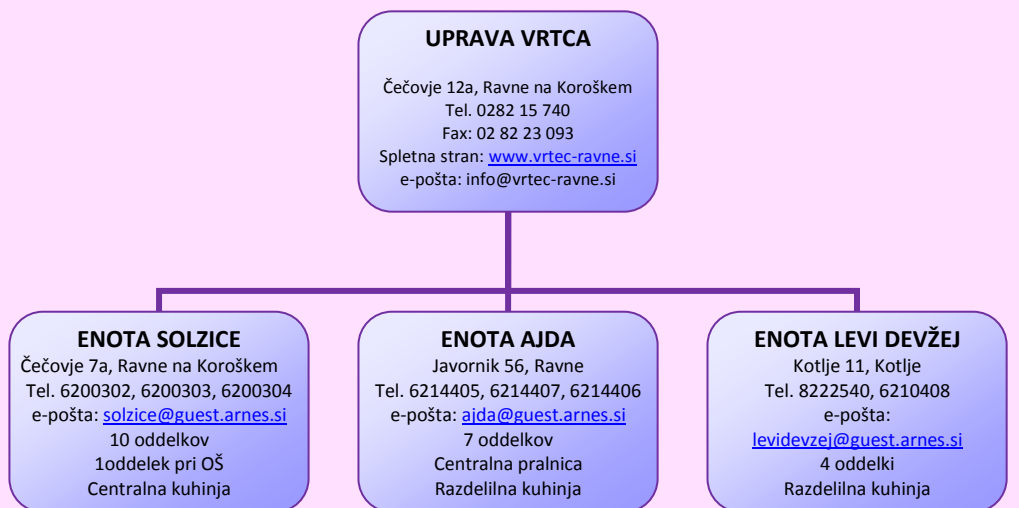 UPRAVA VRTCA
Čečovje 12a, Ravne na Koroškem
Tel. 0282 15 740
Fax: 02 82 23 093
Spletna stran: www.vrtec-ravne.si
e-pošta: info@vrtec-ravne.si
ENOTA SOLZICE
Čečovje 7a, Ravne na Koroškem
Tel. 6200302, 6200303, 6200304
e-pošta: solzice@guest.arnes.si
10 oddelkov
1oddelek pri OŠ
Centralna kuhinja
ENOTA AJDA
Javornik 56, Ravne
Tel. 6214405, 6214407, 6214406
e-pošta: ajda@guest.arnes.si
7 oddelkov
Centralna pralnica
Razdelilna kuhinja
ENOTA LEVI DEVŽEJ
Kotlje 11, Kotlje
Tel. 8222540, 6210408
e-pošta:
levidevzej@guest.arnes.si
4 oddelki
Razdelilna kuhinja